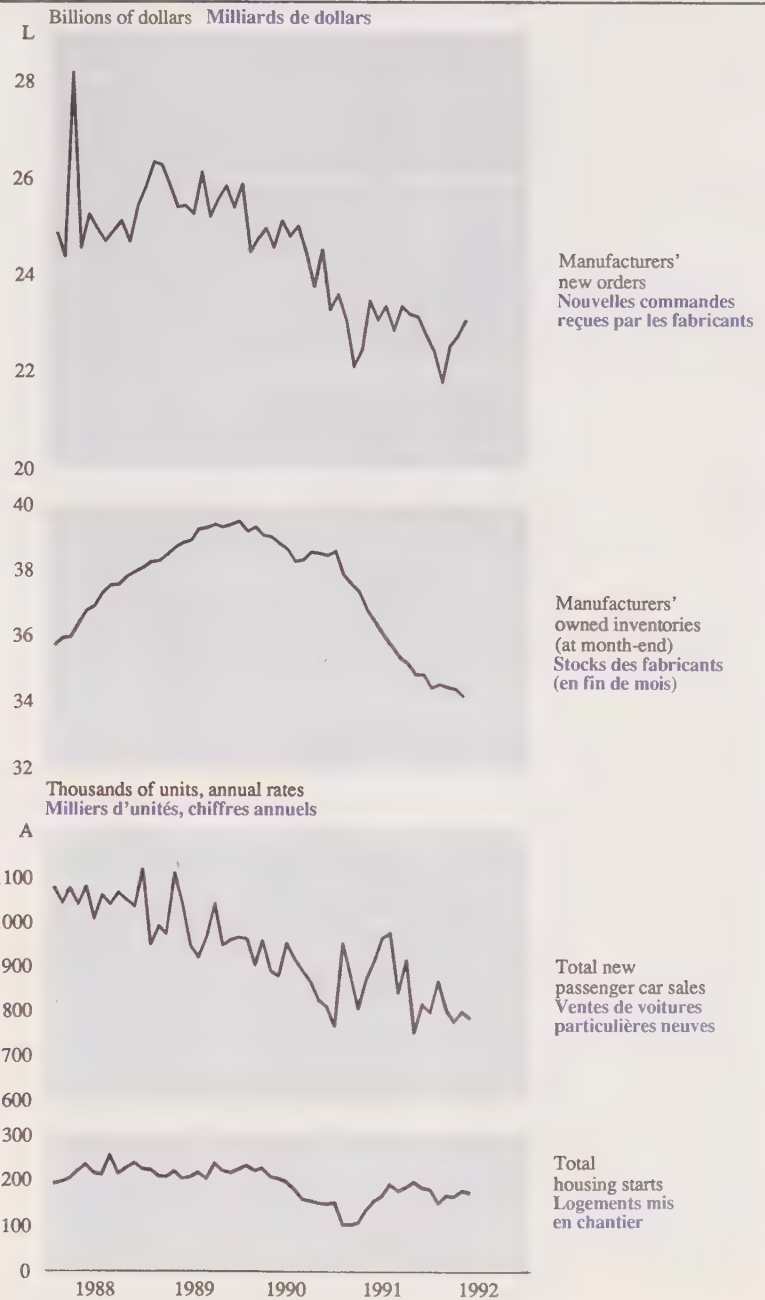 Billions of dollars Milliards de dollars
L
28
26
24
22
20
Manufacturers'
new orders
Nouvelles commandes
reçues par les fabricants
40
38
36
34
32
Manufacturers'
owned inventories
(at month-end)
Stocks des fabricants
(en fin de mois)
Thousands of units, annual rates
Milliers d'unités, chiffres annuels
A
100
000
900
800
700
600
Total new
passenger car sales
Ventes de voitures
particulières neuves
300
200
100
0
Total
housing starts
Logements mis
en chantier
1988 1989 1990 1991 1992